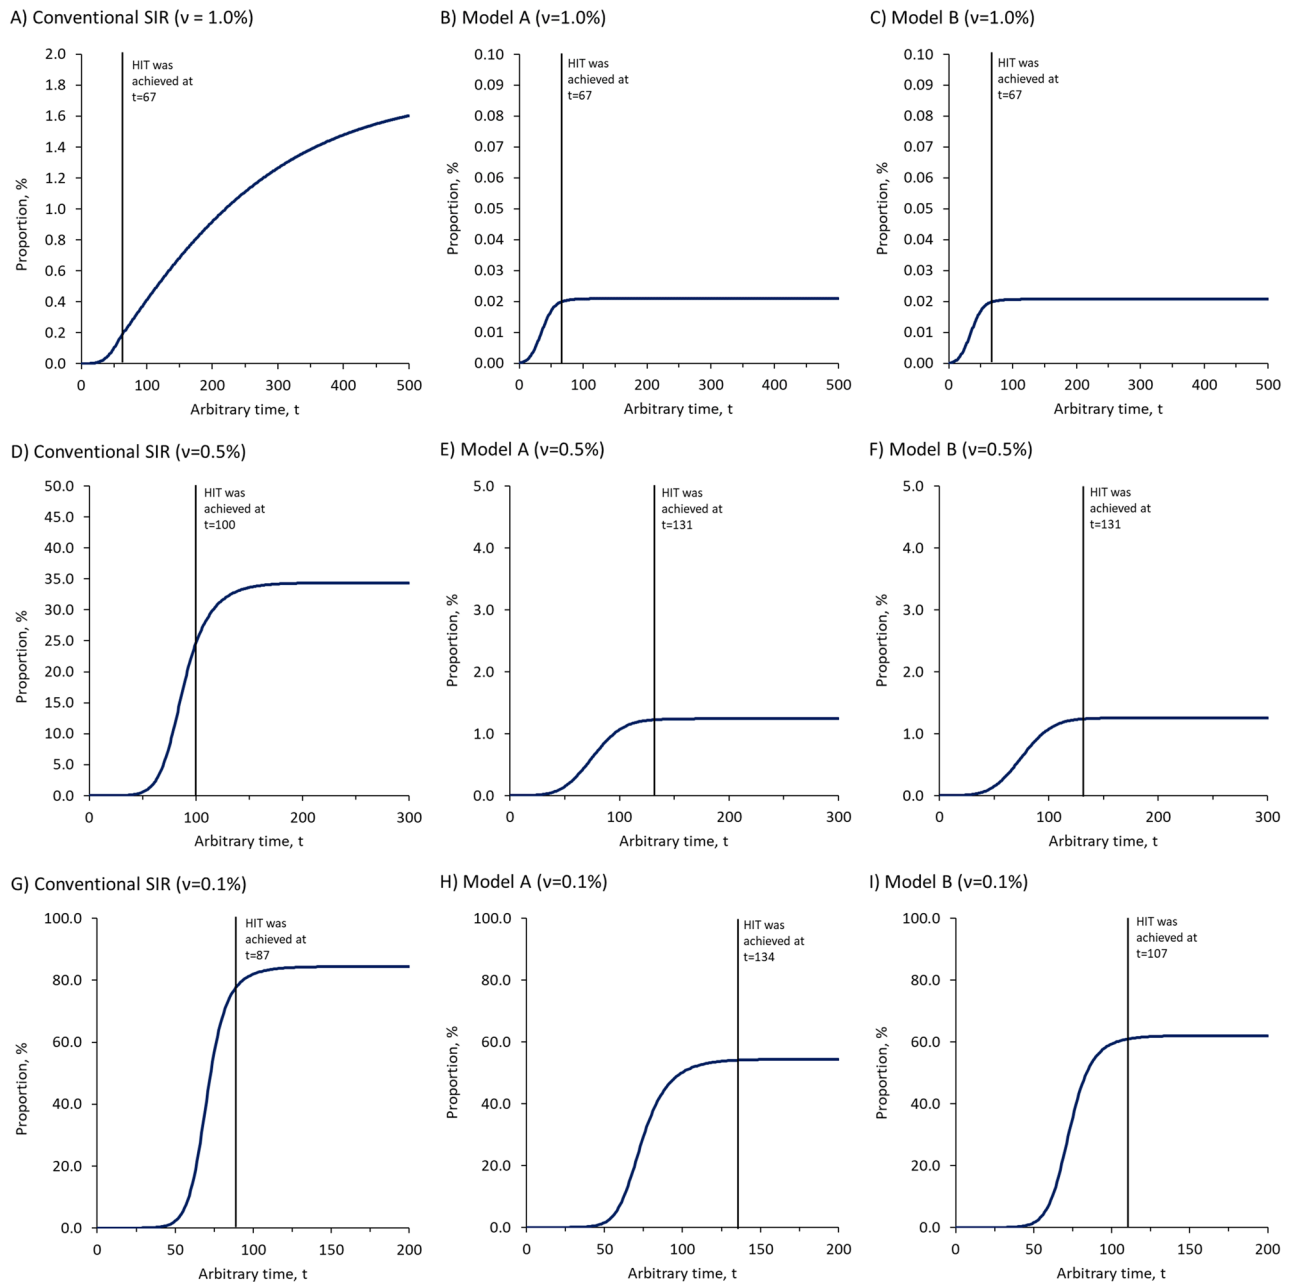 A) Conventional SIR (ν = 1.0%)
2.0
1.8
1.6
1.4
1.2
1.0
0.8
0.6
0.4
0.2
0.0
Proportion, %
HIT was
achieved at
t=67
0 100 200 300 400 500
Arbitrary time, t
B) Model A (ν=1.0%)
0.10
0.09
0.08
0.07
0.06
0.05
0.04
0.03
0.02
0.01
0.00
Proportion, %
HIT was
achieved at
t=67
0 100 200 300 400 500
Arbitrary time, t
C) Model B (ν=1.0%)
0.10
0.09
0.08
0.07
0.06
0.05
0.04
0.03
0.02
0.01
0.00
Proportion, %
HIT was
achieved at
t=67
0 100 200 300 400 500
Arbitrary time, t
D) Conventional SIR (ν=0.5%)
50.0
45.0
40.0
35.0
30.0
25.0
20.0
15.0
10.0
5.0
0.0
Proportion, %
HIT was
achieved at
t=100
0 100 200 300
Arbitrary time, t
E) Model A (ν=0.5%)
5.0
4.0
3.0
2.0
1.0
0.0
Proportion, %
HIT was
achieved at
t=131
0 100 200 300
Arbitrary time, t
F) Model B (ν=0.5%)
5.0
4.0
3.0
2.0
1.0
0.0
Proportion, %
HIT was
achieved at
t=131
0 100 200 300
Arbitrary time, t
G) Conventional SIR (ν=0.1%)
100.0
80.0
60.0
40.0
20.0
0.0
Proportion, %
HIT was
achieved at
t=87
0 50 100 150 200
Arbitrary time, t
H) Model A (ν=0.1%)
100.0
80.0
60.0
40.0
20.0
0.0
Proportion, %
HIT was
achieved at
t=134
0 50 100 150 200
Arbitrary time, t
I) Model B (ν=0.1%)
100.0
80.0
60.0
40.0
20.0
0.0
Proportion, %
HIT was
achieved at
t=107
0 50 100 150 200
Arbitrary time, t